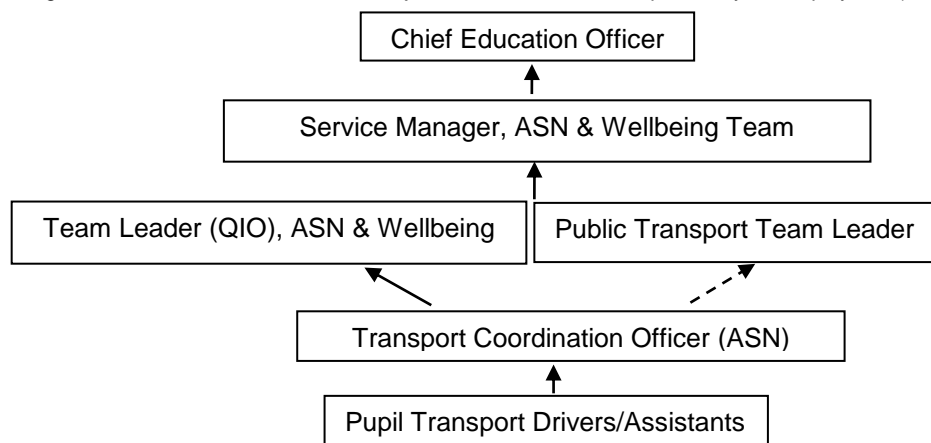 Chief Education Officer
Service Manager, ASN & Wellbeing Team
Team Leader (QIO), ASN & Wellbeing
Public Transport Team Leader
Transport Coordination Officer (ASN)
Pupil Transport Drivers/Assistants